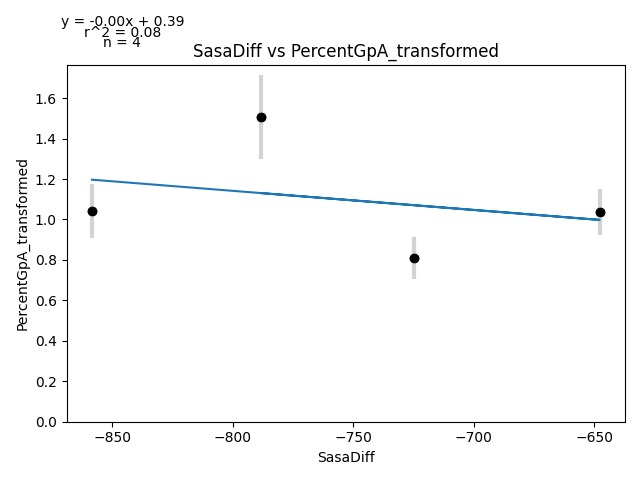 y = -0.00x + 0.39
r^2 = 0.08
n = 4
SasaDiff vs PercentGpA_transformed
1.6
1.4
1.2
1.0
0.8
0.6
0.4
0.2
0.0
PercentGpA_transformed
−850
−800
−750
−700
−650
SasaDiff